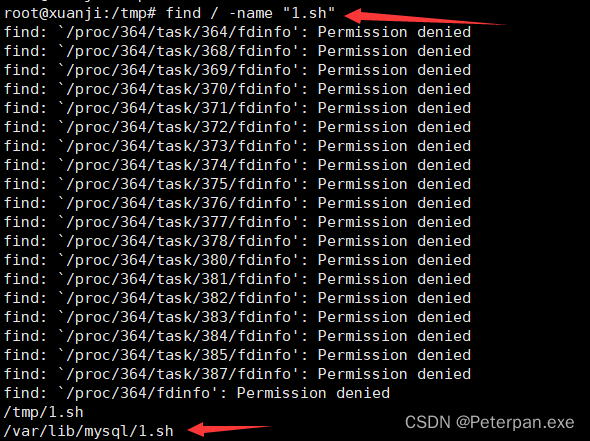 root@xuanji:/tmp# find / -name "1.sh"
find: `/proc/364/task/364/fdinfo': Permission denied
find: `/proc/364/task/368/fdinfo': Permission denied
find: `/proc/364/task/369/fdinfo': Permission denied
find: `/proc/364/task/370/fdinfo': Permission denied
find: `/proc/364/task/371/fdinfo': Permission denied
find: `/proc/364/task/372/fdinfo': Permission denied
find: `/proc/364/task/373/fdinfo': Permission denied
find: `/proc/364/task/374/fdinfo': Permission denied
find: `/proc/364/task/375/fdinfo': Permission denied
find: `/proc/364/task/376/fdinfo': Permission denied
find: `/proc/364/task/377/fdinfo': Permission denied
find: `/proc/364/task/378/fdinfo': Permission denied
find: `/proc/364/task/380/fdinfo': Permission denied
find: `/proc/364/task/381/fdinfo': Permission denied
find: `/proc/364/task/382/fdinfo': Permission denied
find: `/proc/364/task/383/fdinfo': Permission denied
find: `/proc/364/task/384/fdinfo': Permission denied
find: `/proc/364/task/385/fdinfo': Permission denied
find: `/proc/364/task/387/fdinfo': Permission denied
find: `/proc/364/fdinfo': Permission denied
/tmp/1.sh
/var/lib/mysql/1.sh
CSDN @Peterpan.exe